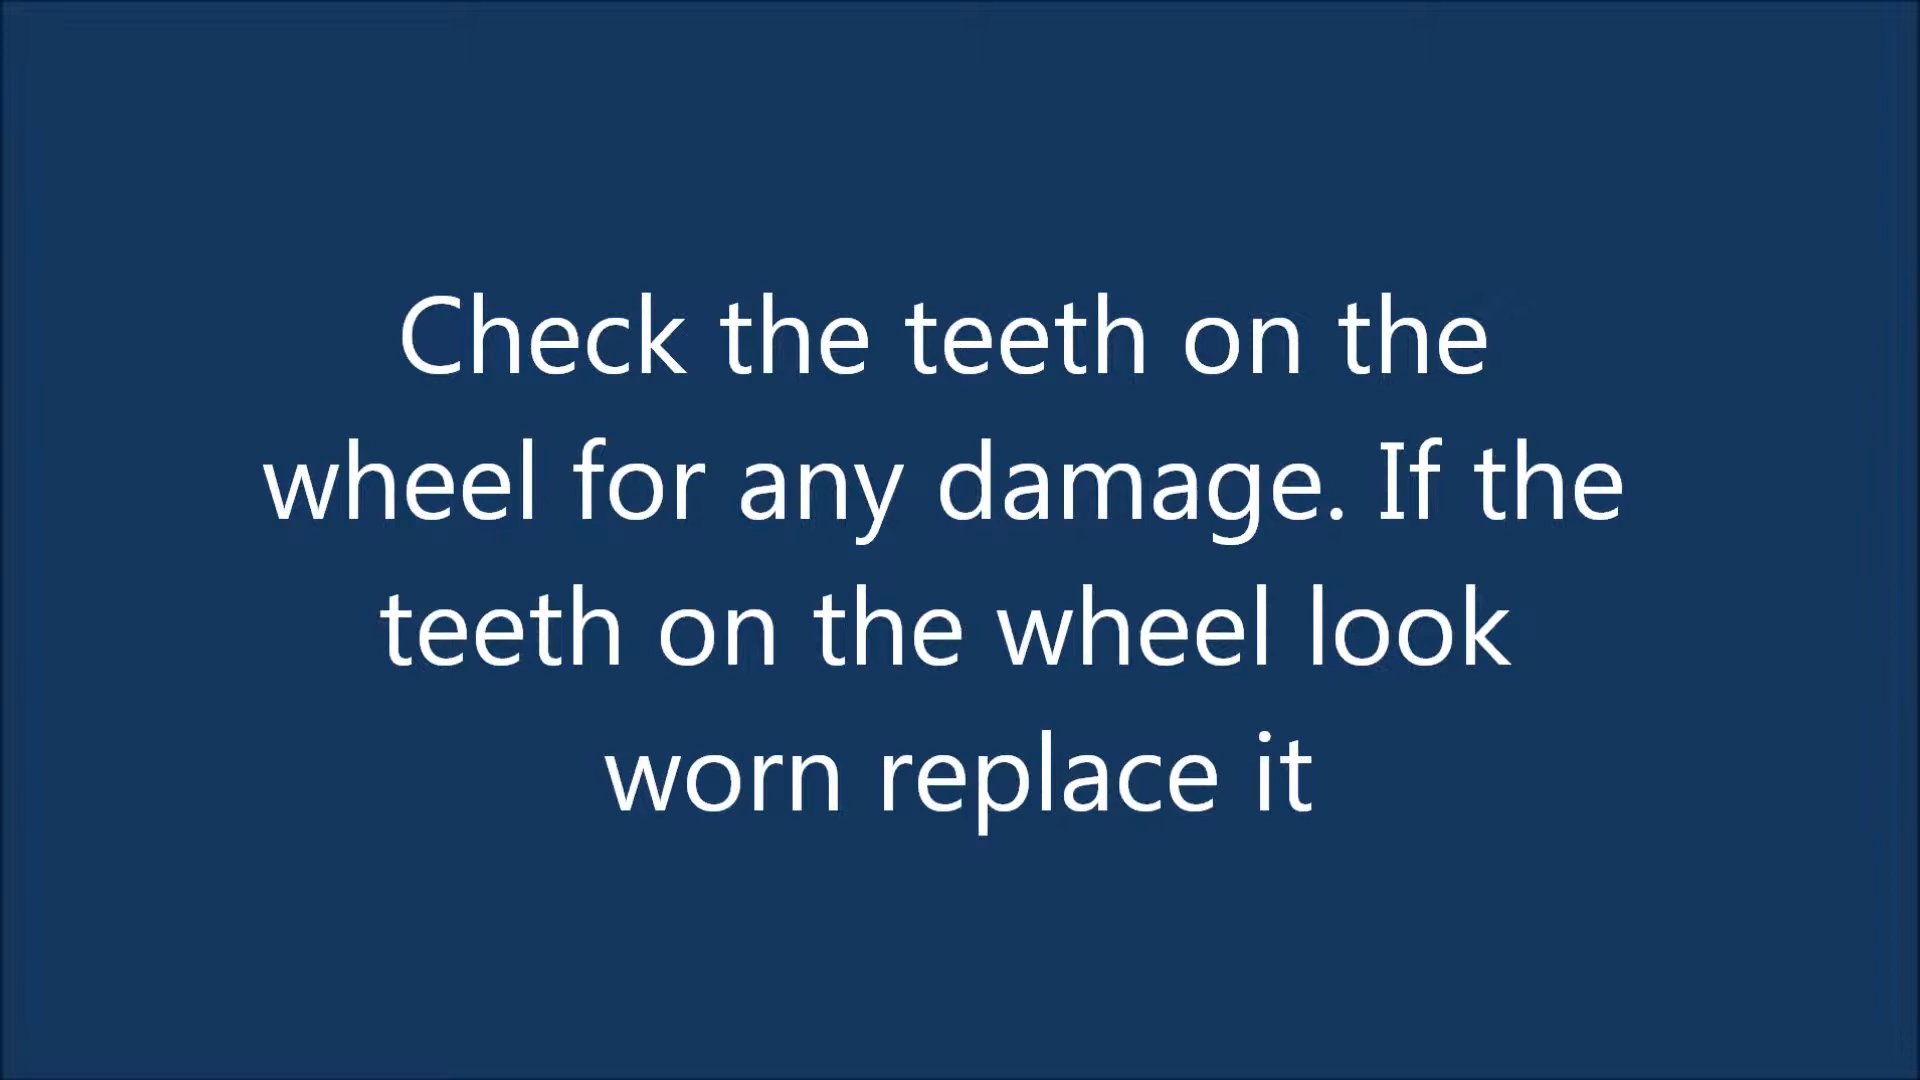 Check the teeth on the
wheel for any damage. If the
teeth on the wheel look
worn replace it